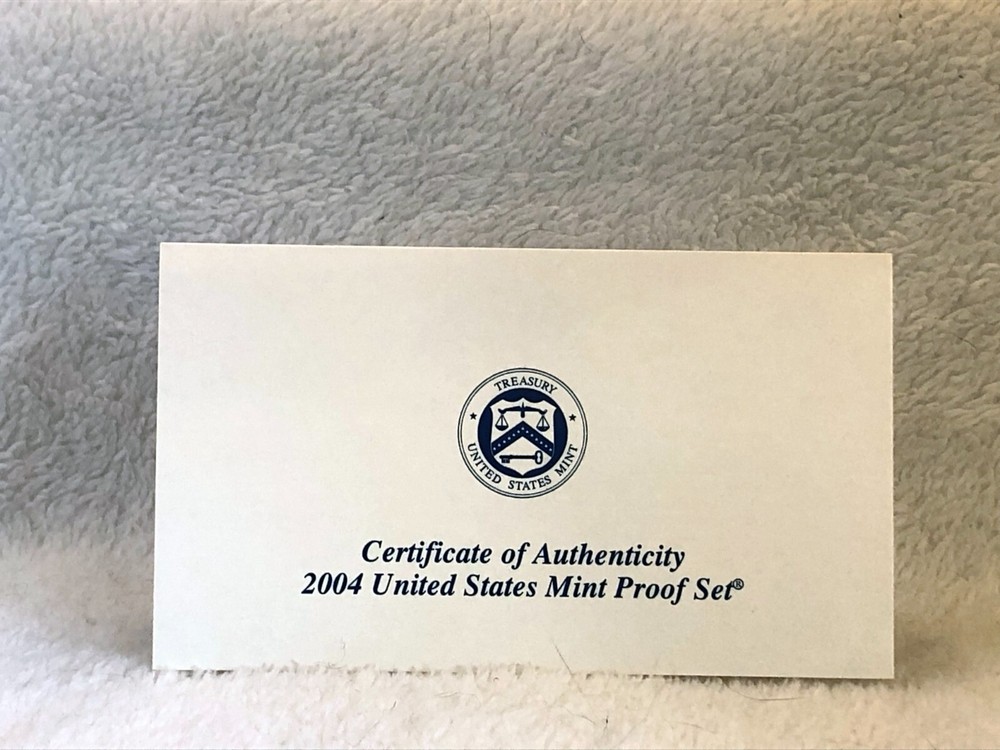 TREASURY
UNITED STATES MINT
Certificate of Authenticity
2004 United States Mint Proof Set®